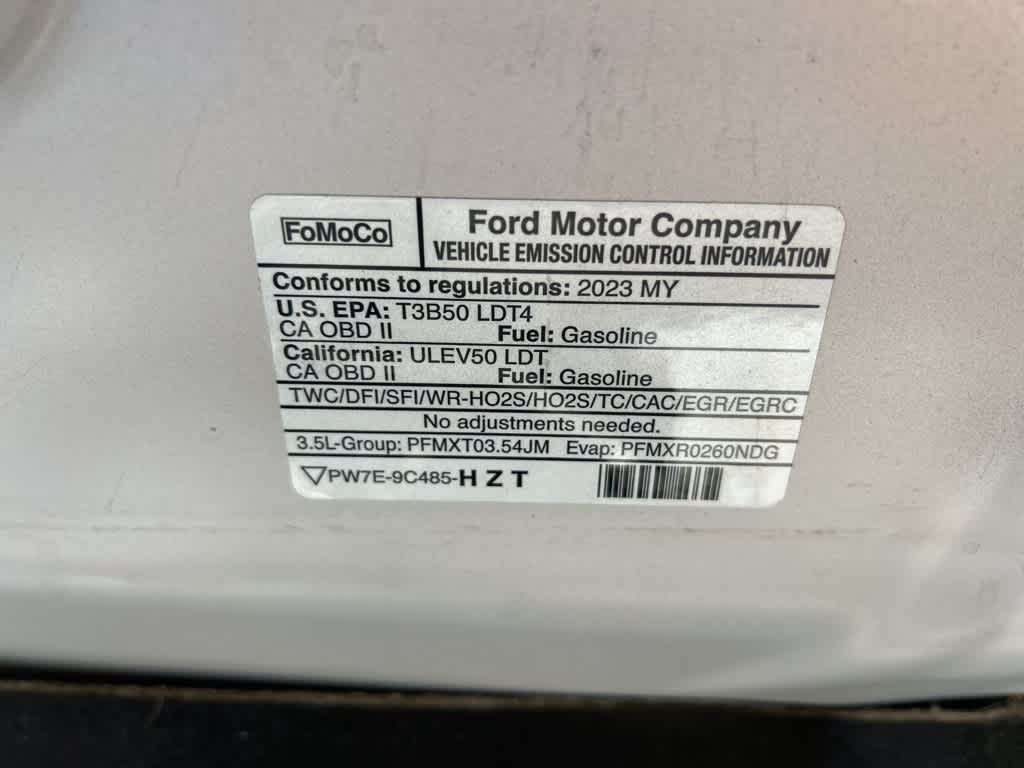 FoMoCo
Ford Motor Company
VEHICLE EMISSION CONTROL INFORMATION
Conforms to regulations: 2023 MY
U.S. EPA: T3B50 LDT4
CA OBD II Fuel: Gasoline
California: ULEV50 LDT
CA OBD II Fuel: Gasoline
TWC/DFI/SFI/WR-HO2S/HO2S/TC/CAC/EGR/EGRC
No adjustments needed.
3.5L-Group: PFMXT03.54JM Evap: PFMXR0260NDG
PW7E-9C485-H Z T